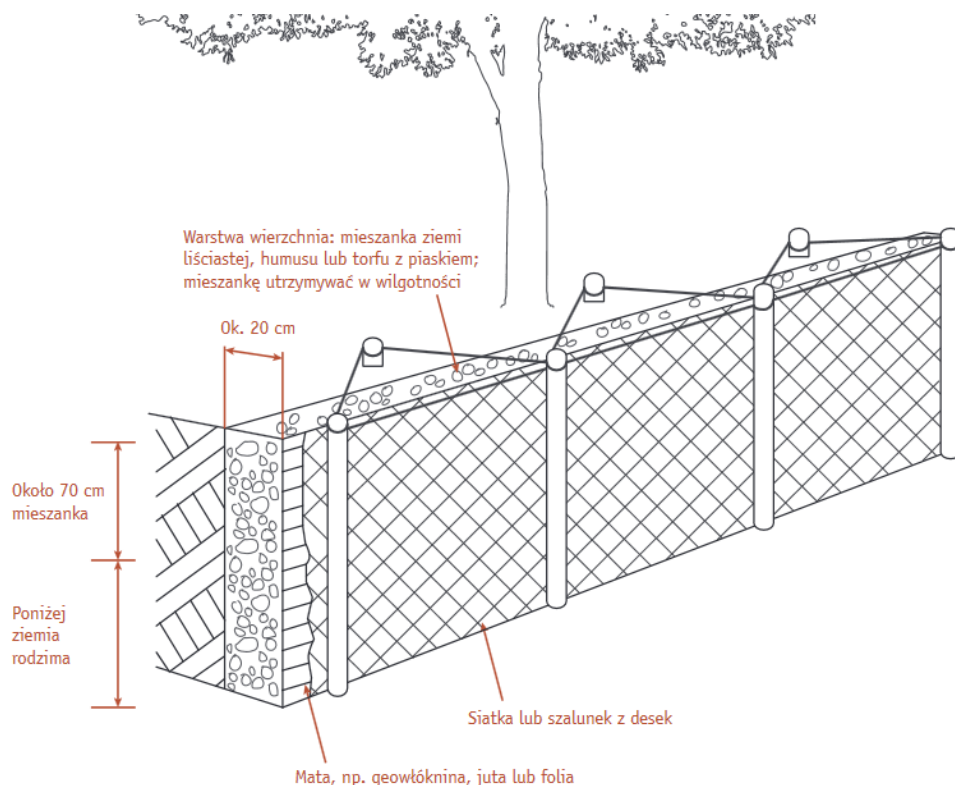 Warstwa wierzchnia: mieszanka ziemi
liściastej, humusu lub torfu z piaskiem;
mieszankę utrzymywać w wilgotności
Ok. 20 cm
Około 70 cm
mieszanka
Poniżej
ziemia
rodzima
Siatka lub szalunek z desek
Mata, np. geowłóknina, juta lub folia